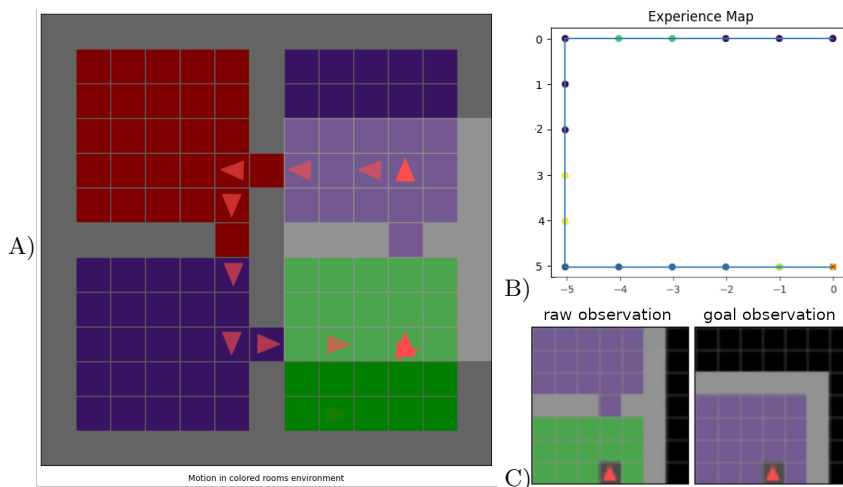 A)
Motion in colored rooms environment
B)
Experience Map
0
1
·2
3
4
5
−5
−4
−3
−2
−1
0
C)
raw observation
goal observation